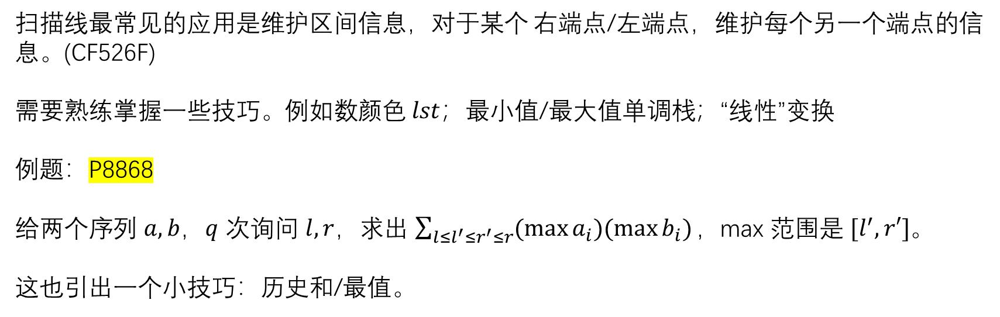 扫描线最常见的应用是维护区间信息，对于某个 右端点/左端点，维护每个另一个端点的信
息。(CF526F)
需要熟练掌握一些技巧。例如数颜色 lst；最小值/最大值单调栈；“线性”变换
例题：P8868
给两个序列 a, b，q 次询问 l, r，求出 ∑_{l≤l′≤r′≤r}(max a_i)(max b_i)，max 范围是 [l′, r′]。
这也引出一个小技巧：历史和/最值。